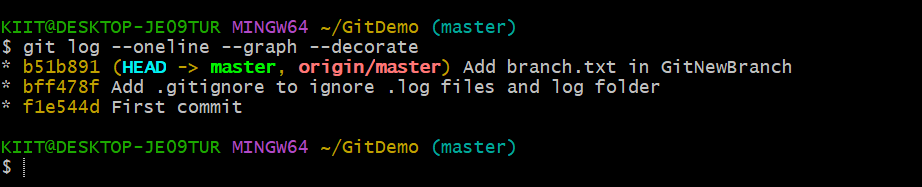 KIIT@DESKTOP-JE09TUR MINGW64 ~/GitDemo (master)
$ git log --oneline --graph --decorate
* b51b891 (HEAD -> master, origin/master) Add branch.txt in GitNewBranch
* bff478f Add .gitignore to ignore .log files and log folder
* f1e544d First commit
KIIT@DESKTOP-JE09TUR MINGW64 ~/GitDemo (master)
$